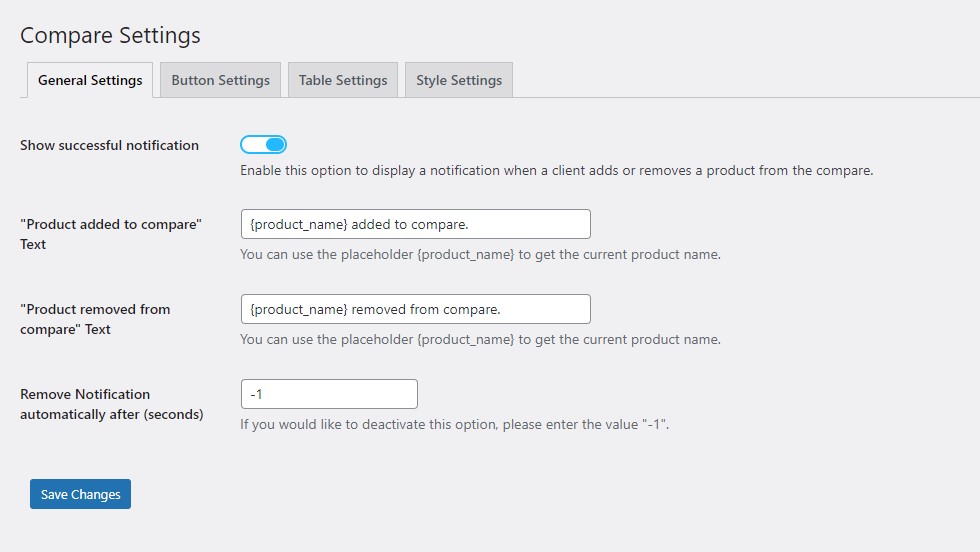 Compare Settings
General Settings
Button Settings
Table Settings
Style Settings
Show successful notification
Enable this option to display a notification when a client adds or removes a product from the compare.
"Product added to compare"
Text
{product_name} added to compare.
You can use the placeholder {product_name} to get the current product name.
"Product removed from
compare" Text
{product_name} removed from compare.
You can use the placeholder {product_name} to get the current product name.
Remove Notification
automatically after (seconds)
-1
If you would like to deactivate this option, please enter the value "-1".
Save Changes